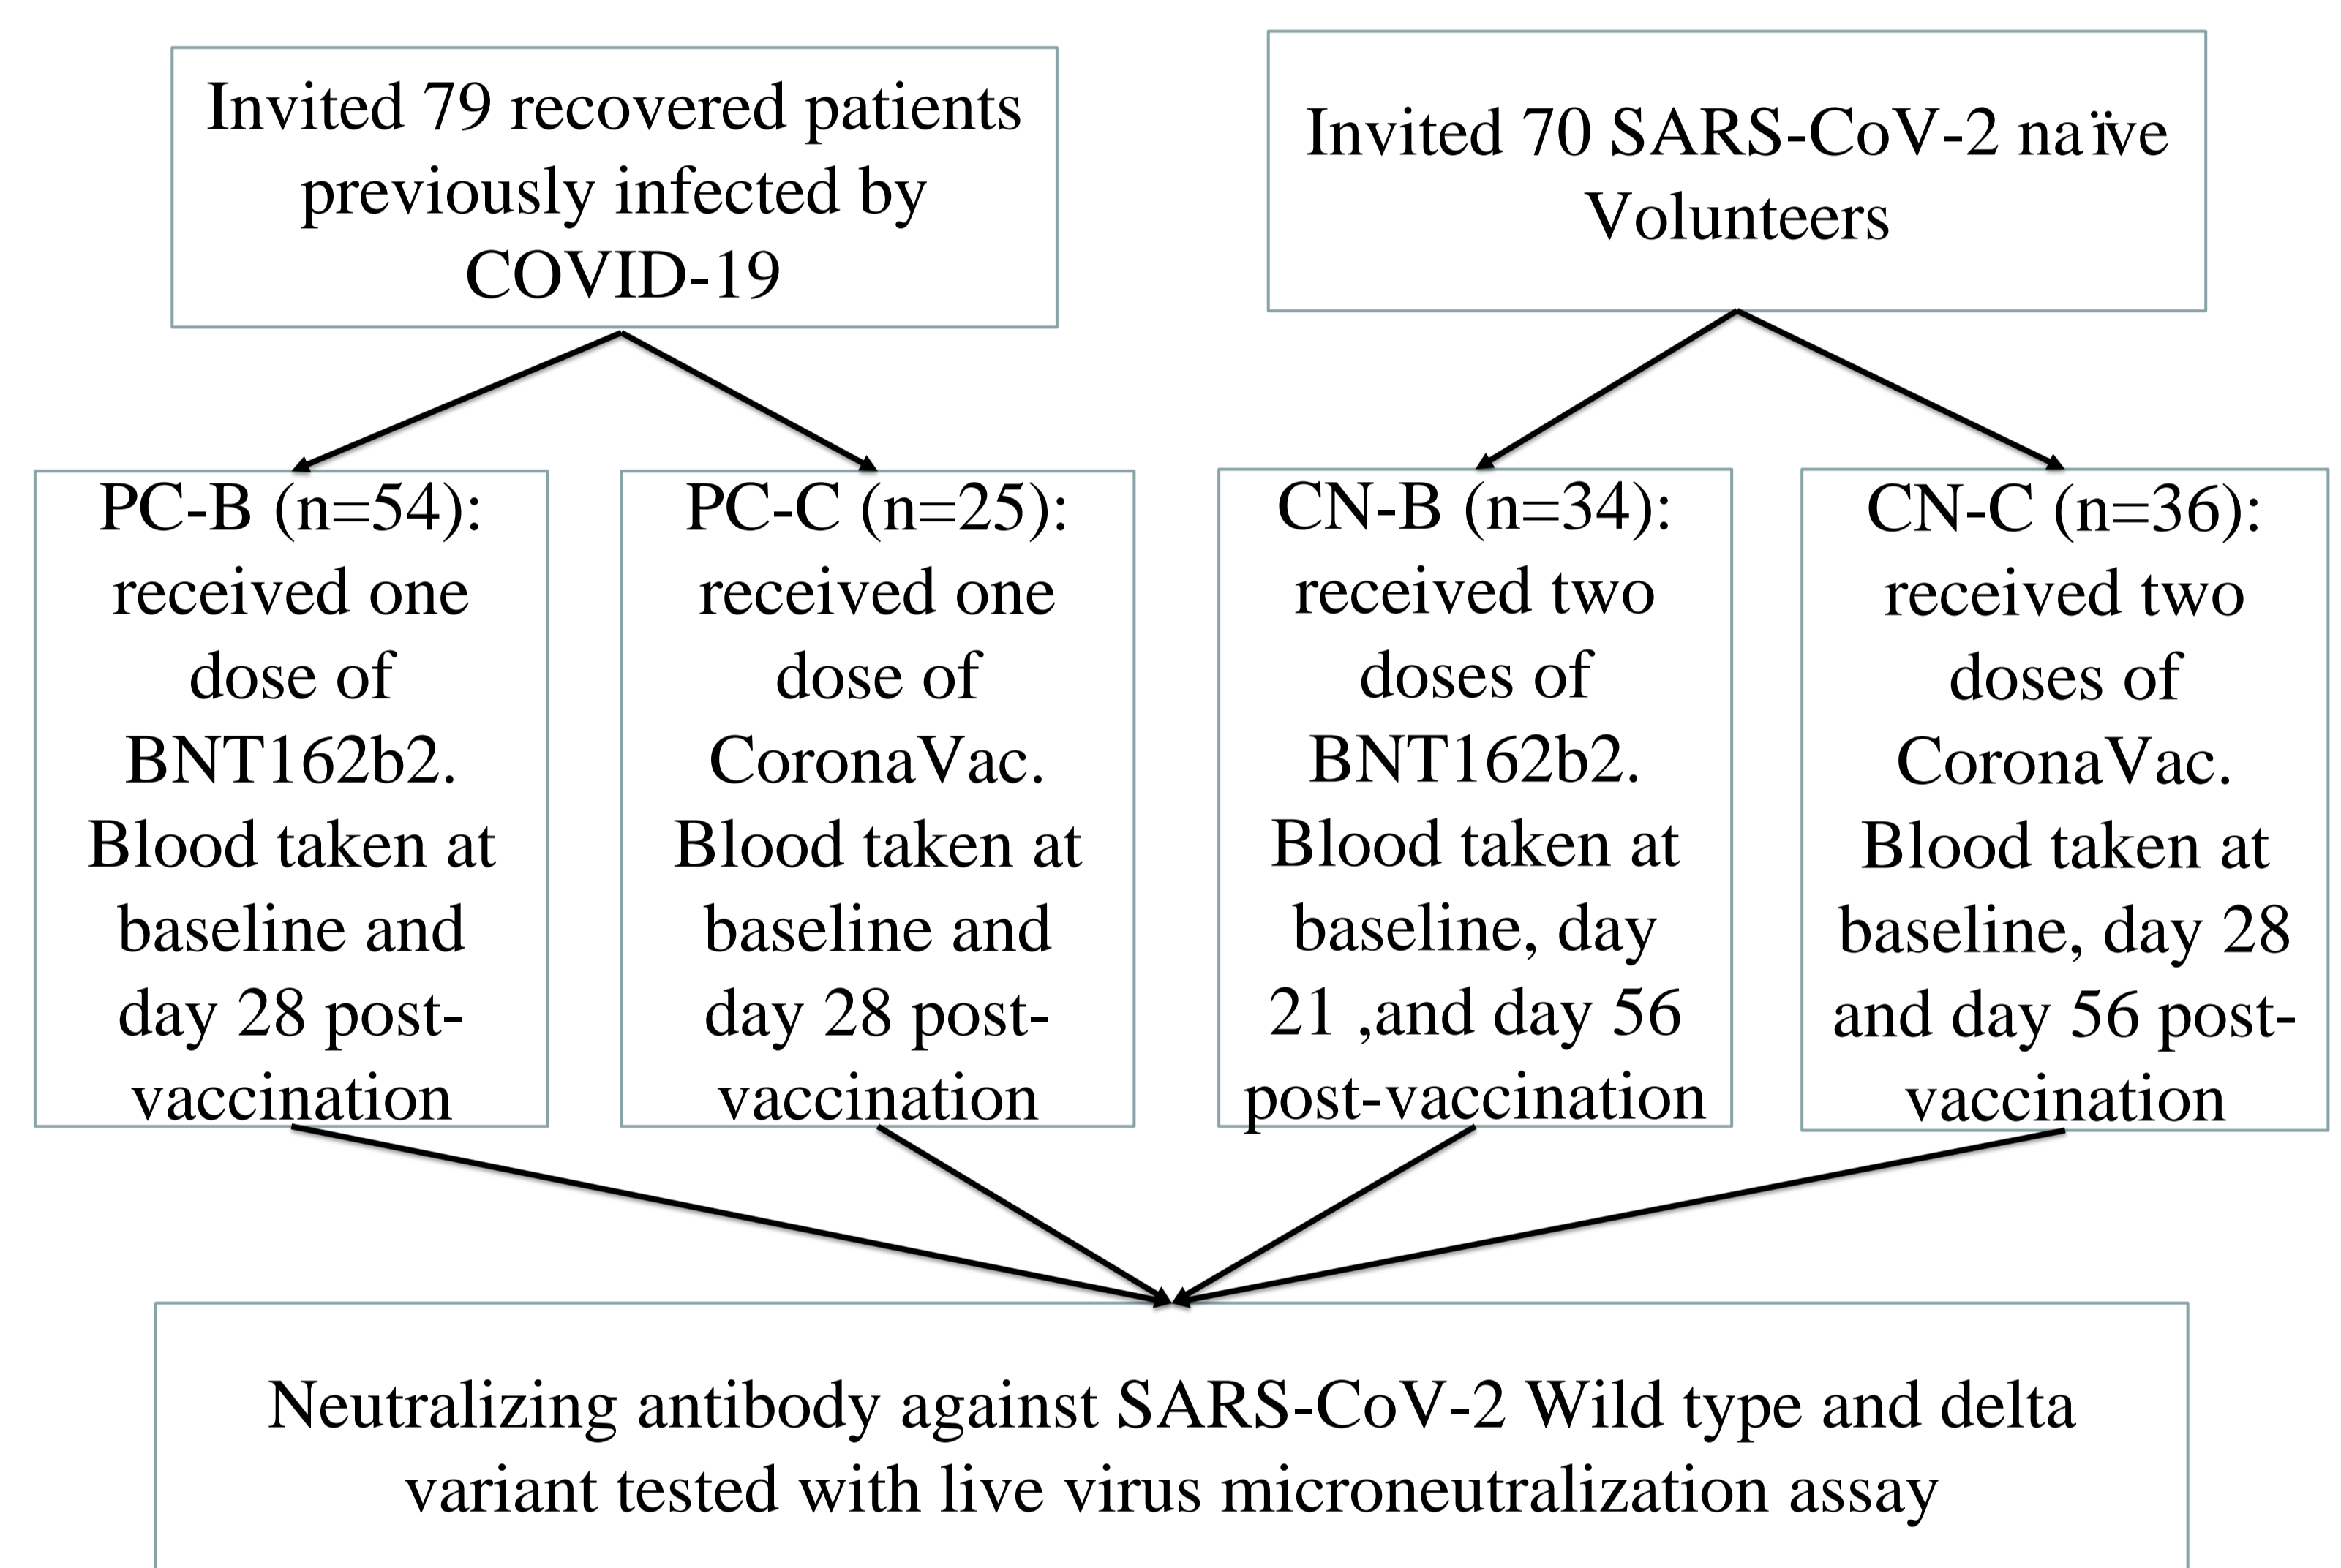 Invited 79 recovered patients
previously infected by
COVID-19
Invited 70 SARS-CoV-2 naïve
Volunteers
PC-B (n=54):
received one
dose of
BNT162b2.
Blood taken at
baseline and
day 28 post-
vaccination
PC-C (n=25):
received one
dose of
CoronaVac.
Blood taken at
baseline and
day 28 post-
vaccination
CN-B (n=34):
received two
doses of
BNT162b2.
Blood taken at
baseline, day
21 ,and day 56
post-vaccination
CN-C (n=36):
received two
doses of
CoronaVac.
Blood taken at
baseline, day 28
and day 56 post-
vaccination
Neutralizing antibody against SARS-CoV-2 Wild type and delta
variant tested with live virus microneutralization assay